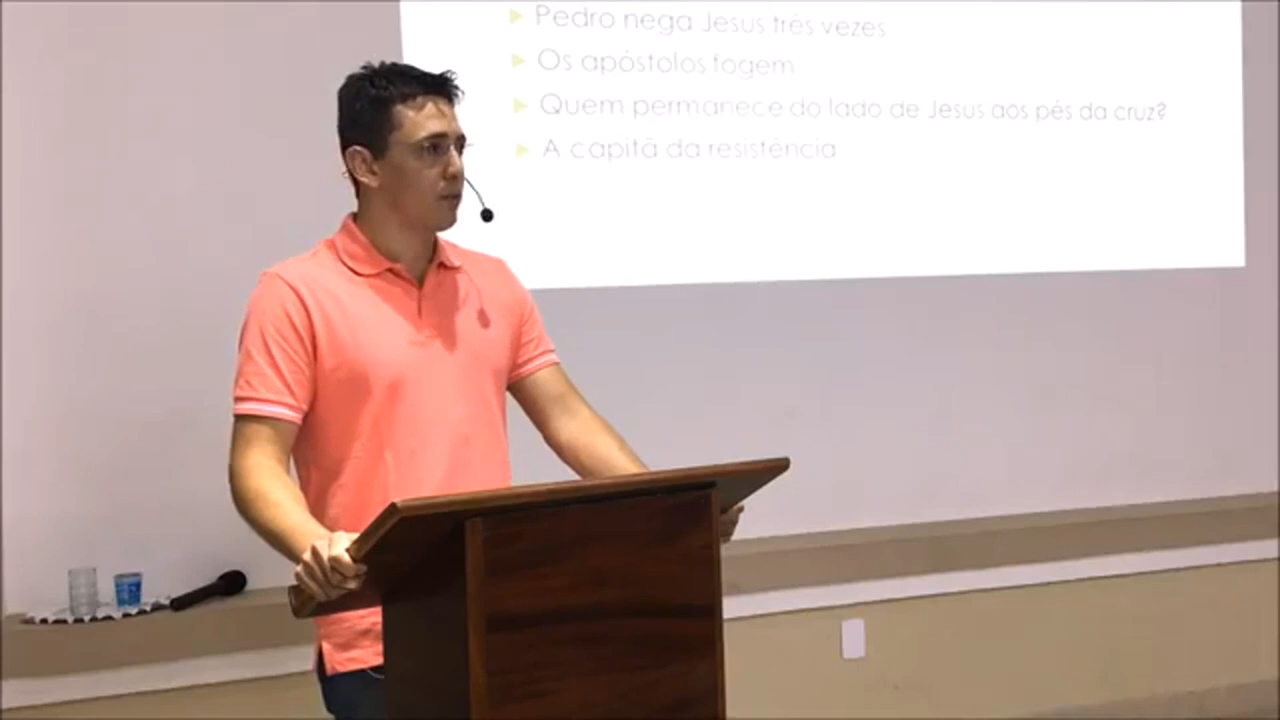 Pedro nega Jesus três vezes
Os apóstolos fogem
Quem permanece do lado de Jesus aos pés da cruz?
A capitã da resistência